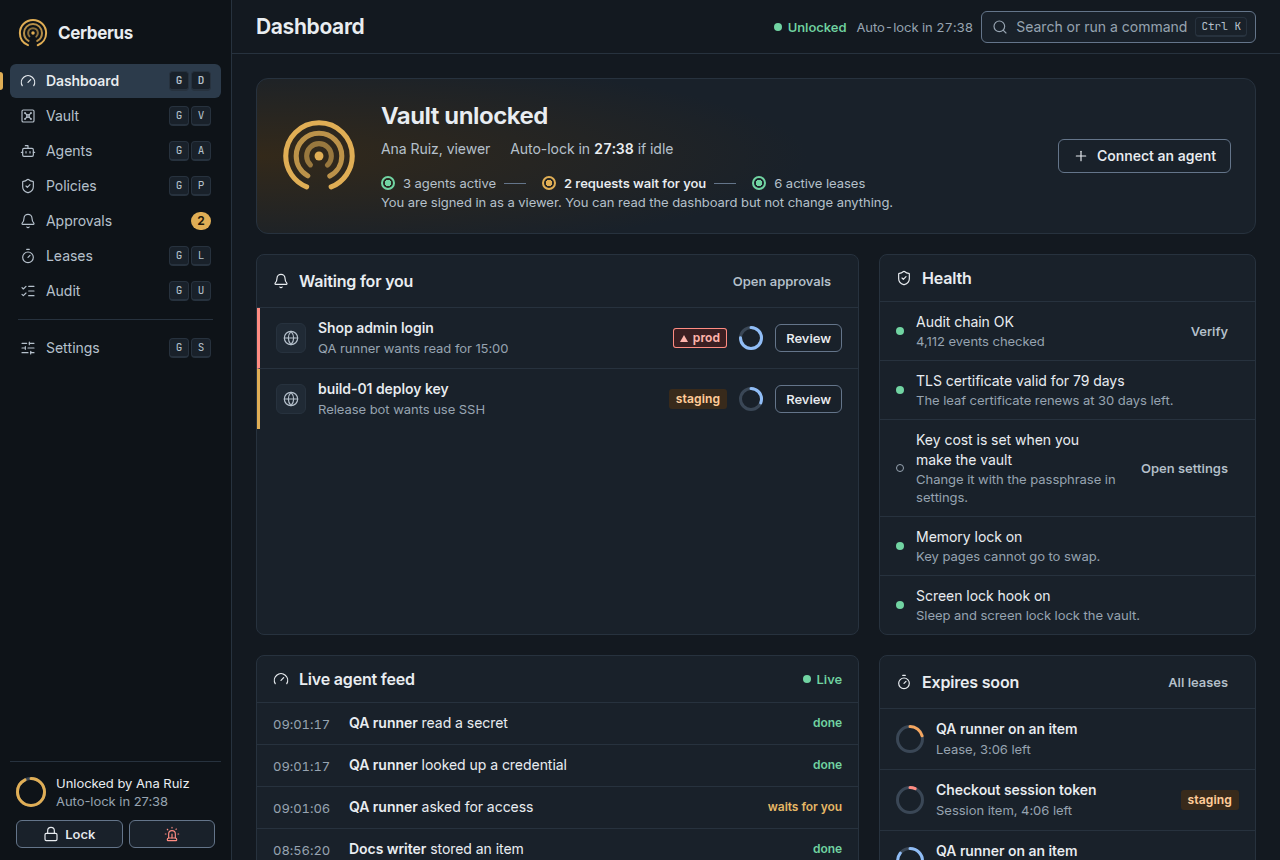 Cerberus
Dashboard G D
Vault G V
Agents G A
Policies G P
Approvals 2
Leases G L
Audit G U
Settings G S
Unlocked by Ana Ruiz
Auto-lock in 27:38
Lock
Dashboard
Unlocked Auto-lock in 27:38 Search or run a command Ctrl K
Vault unlocked
Ana Ruiz, viewer Auto-lock in 27:38 if idle
3 agents active 2 requests wait for you 6 active leases
You are signed in as a viewer. You can read the dashboard but not change anything.
Connect an agent
Waiting for you Open approvals
Shop admin login
QA runner wants read for 15:00
prod Review
build-01 deploy key
Release bot wants use SSH
staging Review
Health
Audit chain OK
4,112 events checked
Verify
TLS certificate valid for 79 days
The leaf certificate renews at 30 days left.
Key cost is set when you
make the vault
Change it with the passphrase in
settings.
Open settings
Memory lock on
Key pages cannot go to swap.
Screen lock hook on
Sleep and screen lock lock the vault.
Live agent feed Live
09:01:17 QA runner read a secret done
09:01:17 QA runner looked up a credential done
09:01:06 QA runner asked for access waits for you
08:56:20 Docs writer stored an item done
Expires soon All leases
QA runner on an item
Lease, 3:06 left
Checkout session token
Session item, 4:06 left
staging
QA runner on an item